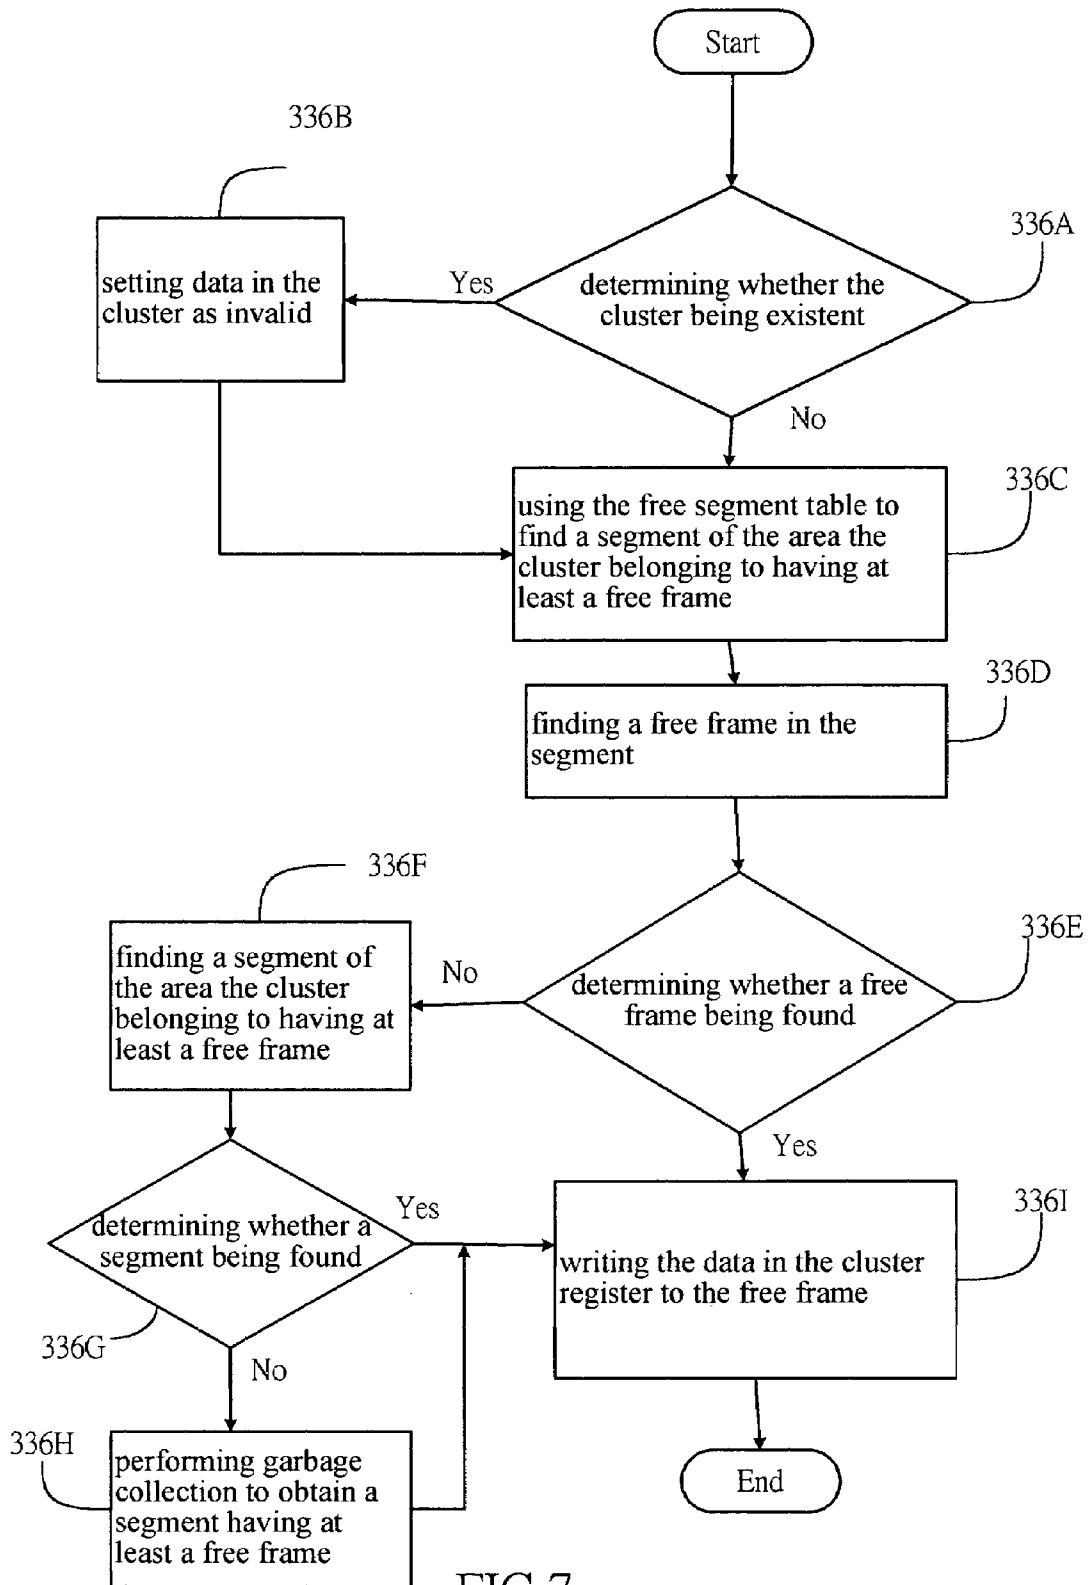 Start
336B
336A
setting data in the
cluster as invalid
Yes
determining whether the
cluster being existent
No
336C
using the free segment table to
find a segment of the area the
cluster belonging to having at
least a free frame
336D
finding a free frame in the
segment
336F
336E
finding a segment of
the area the cluster
belonging to having at
least a free frame
No
determining whether a free
frame being found
Yes
determining whether a
segment being found
Yes
336I
writing the data in the cluster
register to the free frame
336G
No
336H
performing garbage
collection to obtain a
segment having at
least a free frame
End
FIG.7